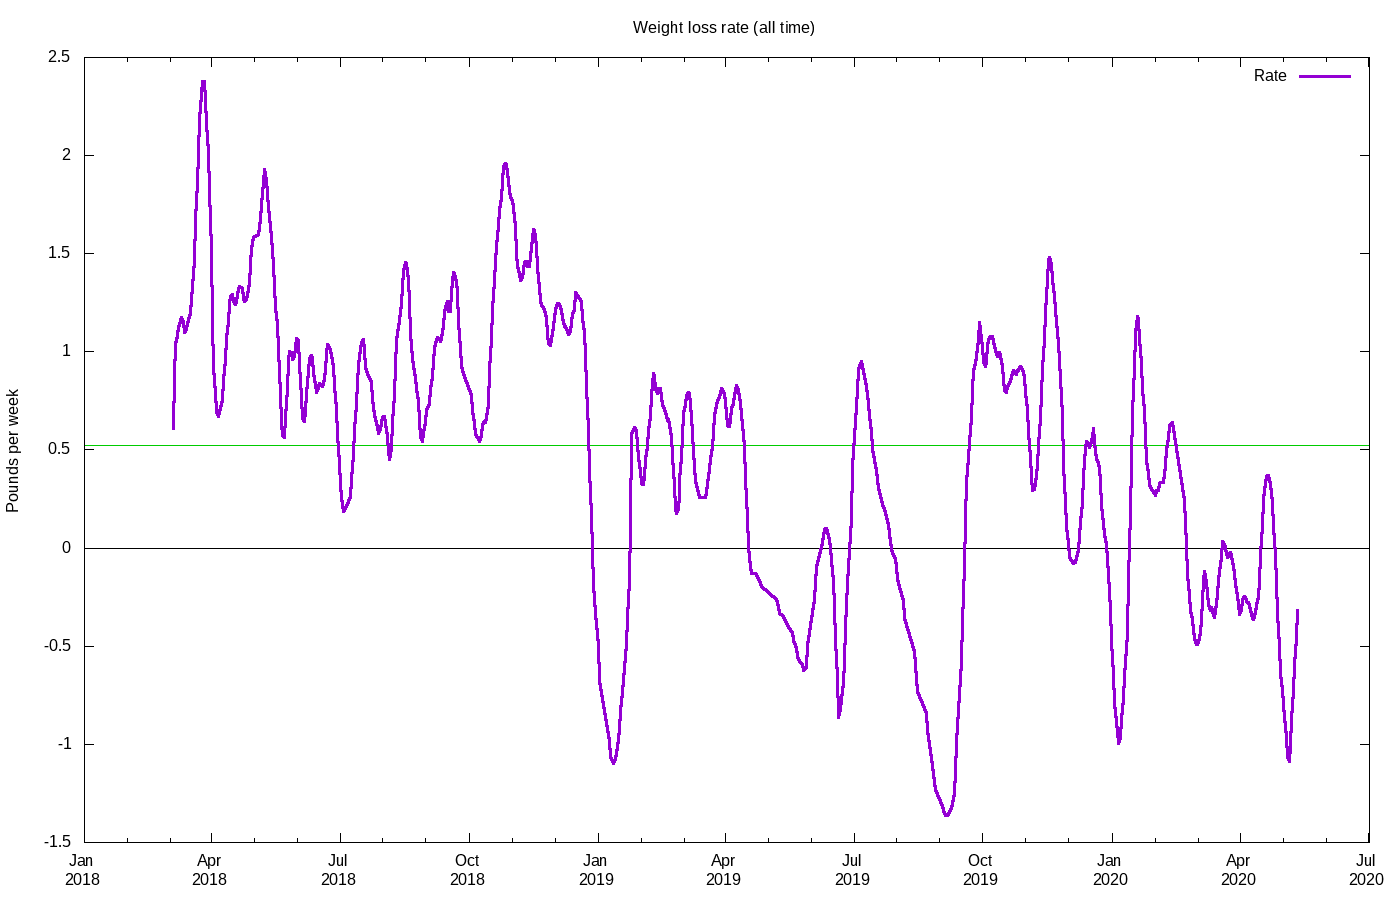 Weight loss rate (all time)
Rate
Pounds per week
2.5
2
1.5
1
0.5
0
-0.5
-1
-1.5
Jan 2018
Apr 2018
Jul 2018
Oct 2018
Jan 2019
Apr 2019
Jul 2019
Oct 2019
Jan 2020
Apr 2020
Jul 2020